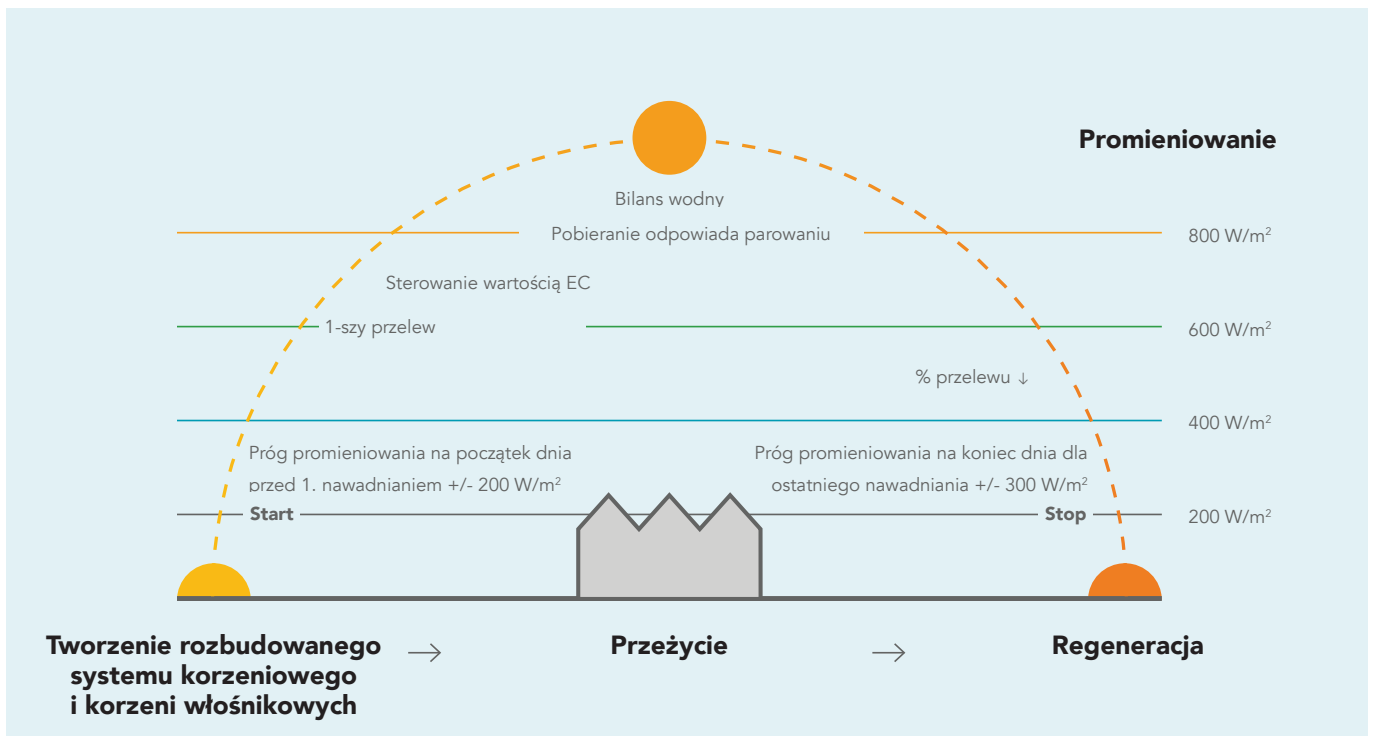 Promieniowanie
Bilans wodny
Pobieranie odpowiada parowaniu
800 W/m²
Sterowanie wartością EC
1-szy przelew
600 W/m²
% przelewu ↓
400 W/m²
Próg promieniowania na początek dnia
przed 1. nawadnianiem +/- 200 W/m²
Próg promieniowania na koniec dnia dla
ostatniego nawadniania +/- 300 W/m²
Start
Stop
200 W/m²
Tworzenie rozbudowanego
systemu korzeniowego
i korzeni włośnikowych
→
Przeżycie
→
Regeneracja